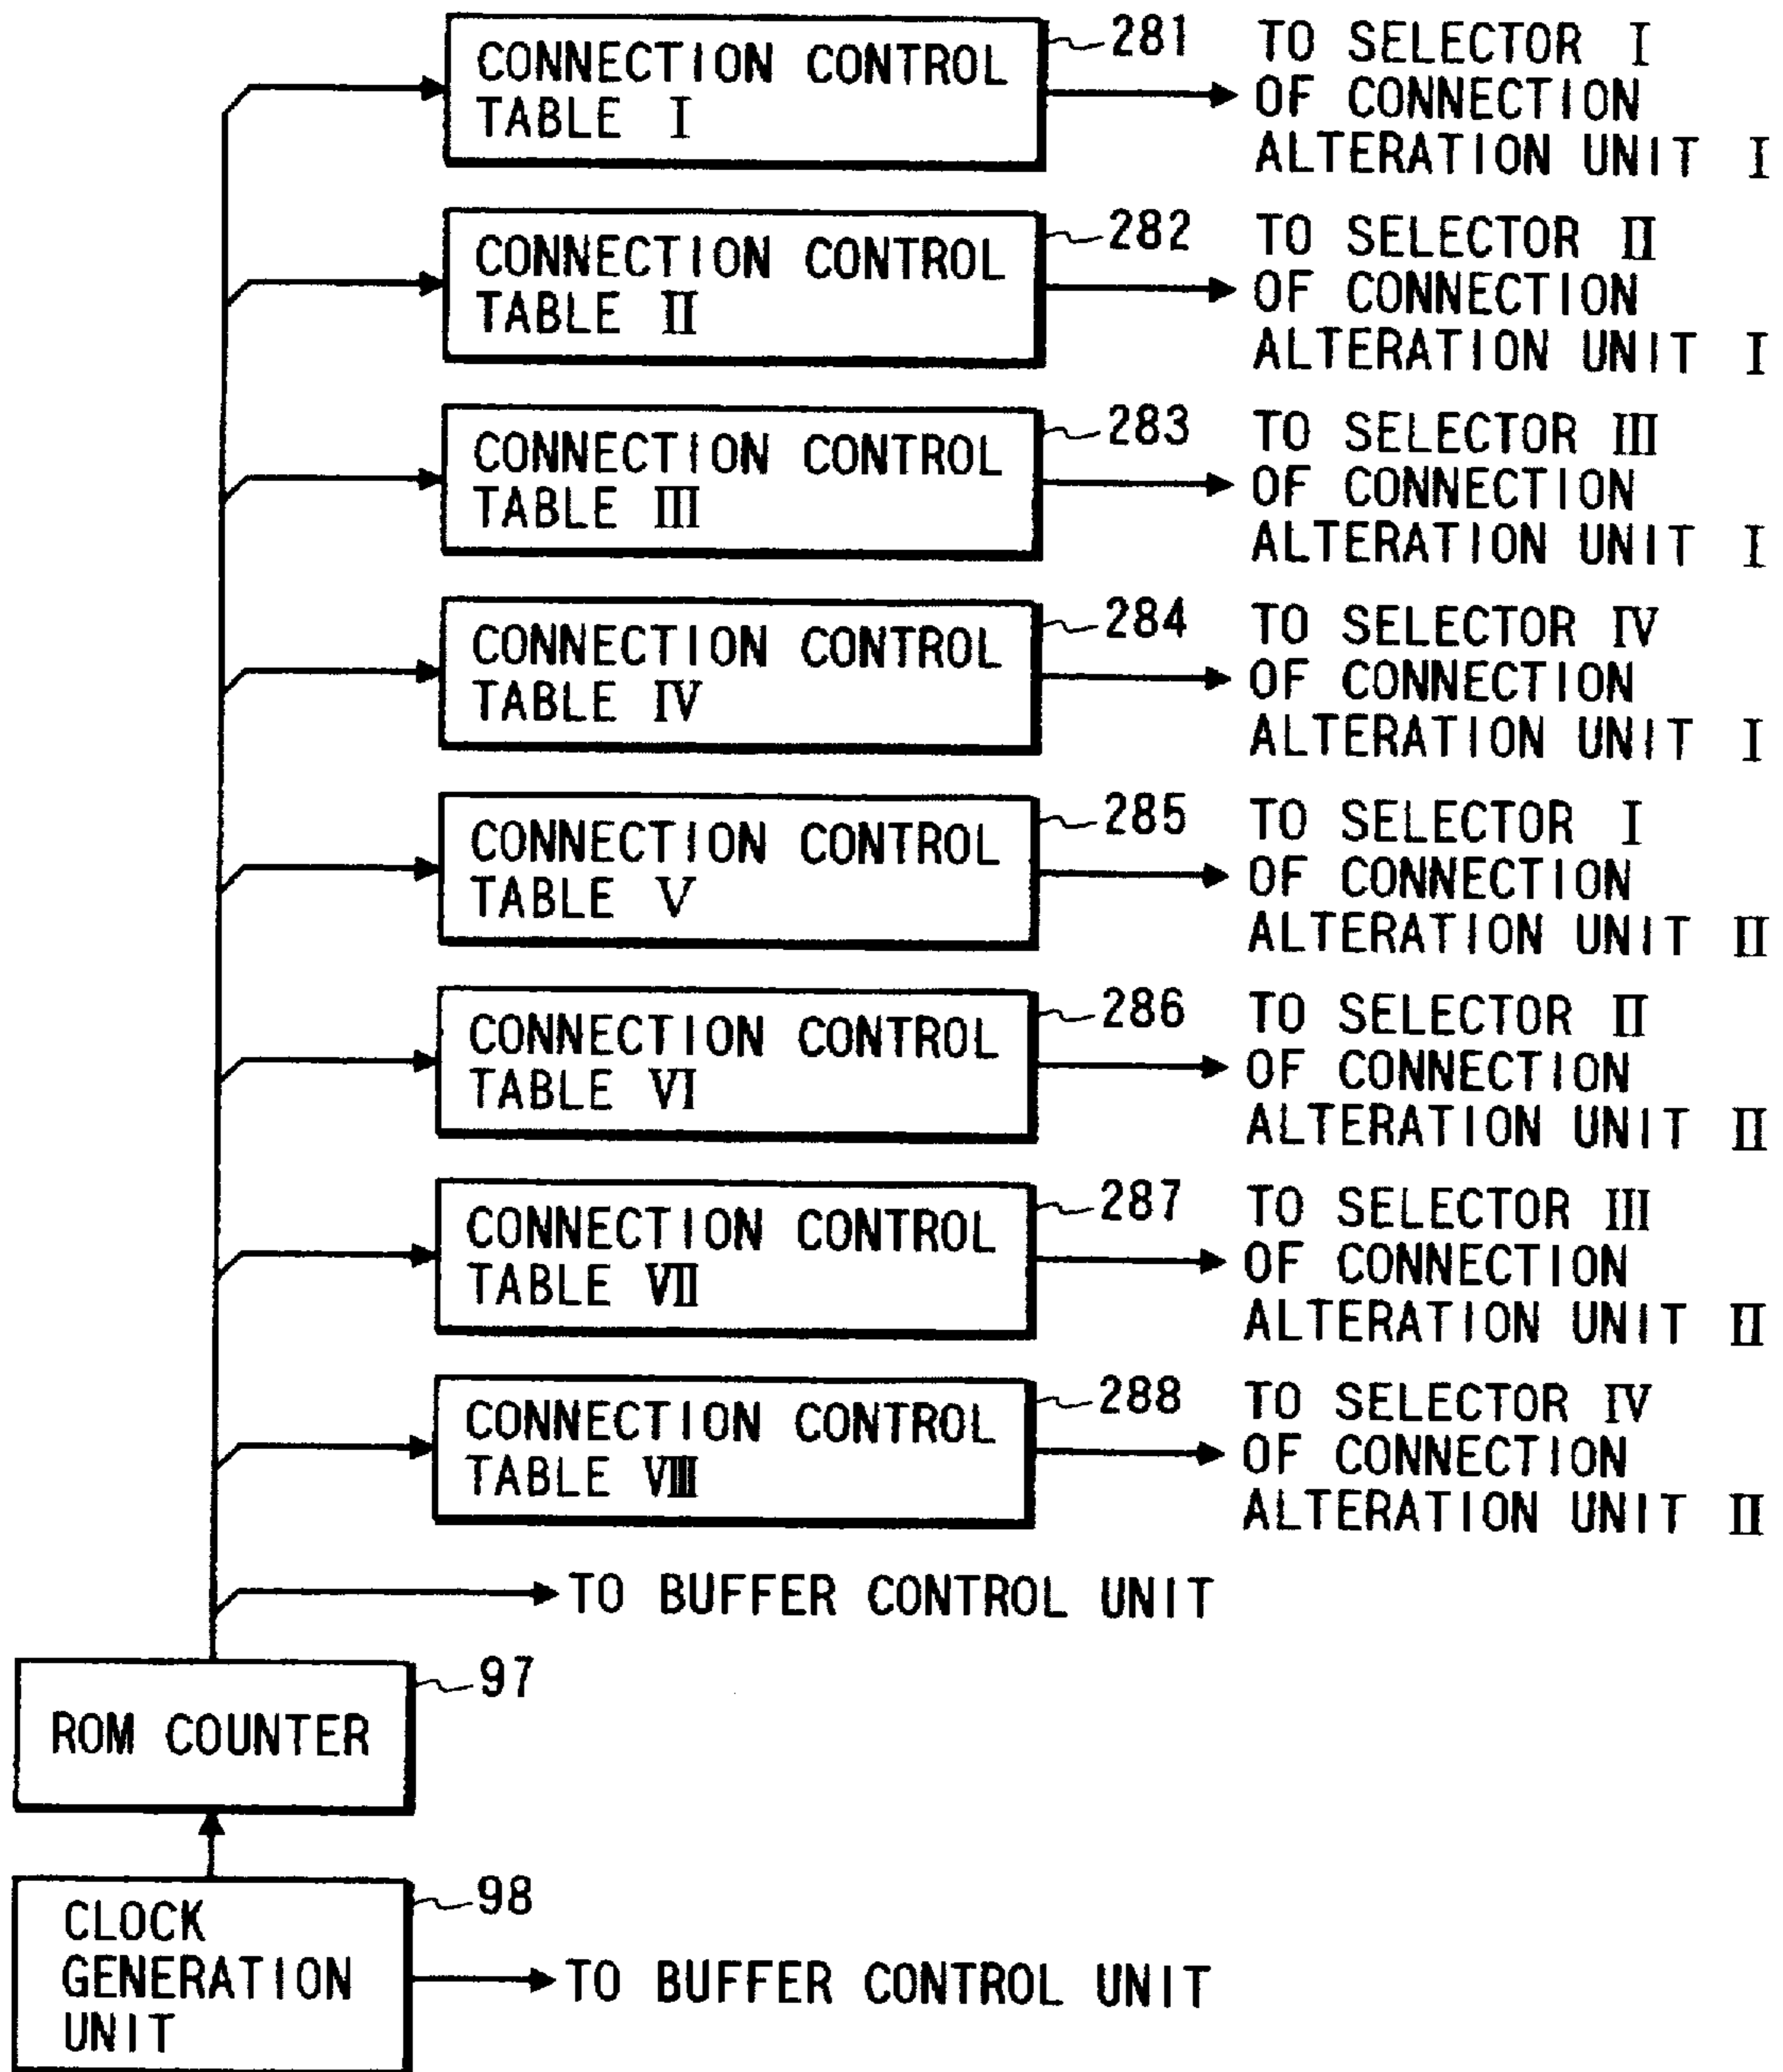 CONNECTION CONTROL
TABLE I
281
TO SELECTOR I
OF CONNECTION
ALTERATION UNIT I
CONNECTION CONTROL
TABLE II
282
TO SELECTOR II
OF CONNECTION
ALTERATION UNIT I
CONNECTION CONTROL
TABLE III
283
TO SELECTOR III
OF CONNECTION
ALTERATION UNIT I
CONNECTION CONTROL
TABLE IV
284
TO SELECTOR IV
OF CONNECTION
ALTERATION UNIT I
CONNECTION CONTROL
TABLE V
285
TO SELECTOR I
OF CONNECTION
ALTERATION UNIT II
CONNECTION CONTROL
TABLE VI
286
TO SELECTOR II
OF CONNECTION
ALTERATION UNIT II
CONNECTION CONTROL
TABLE VII
287
TO SELECTOR III
OF CONNECTION
ALTERATION UNIT II
CONNECTION CONTROL
TABLE VIII
288
TO SELECTOR IV
OF CONNECTION
ALTERATION UNIT II
TO BUFFER CONTROL UNIT
ROM COUNTER
97
CLOCK
GENERATION
UNIT
98
TO BUFFER CONTROL UNIT